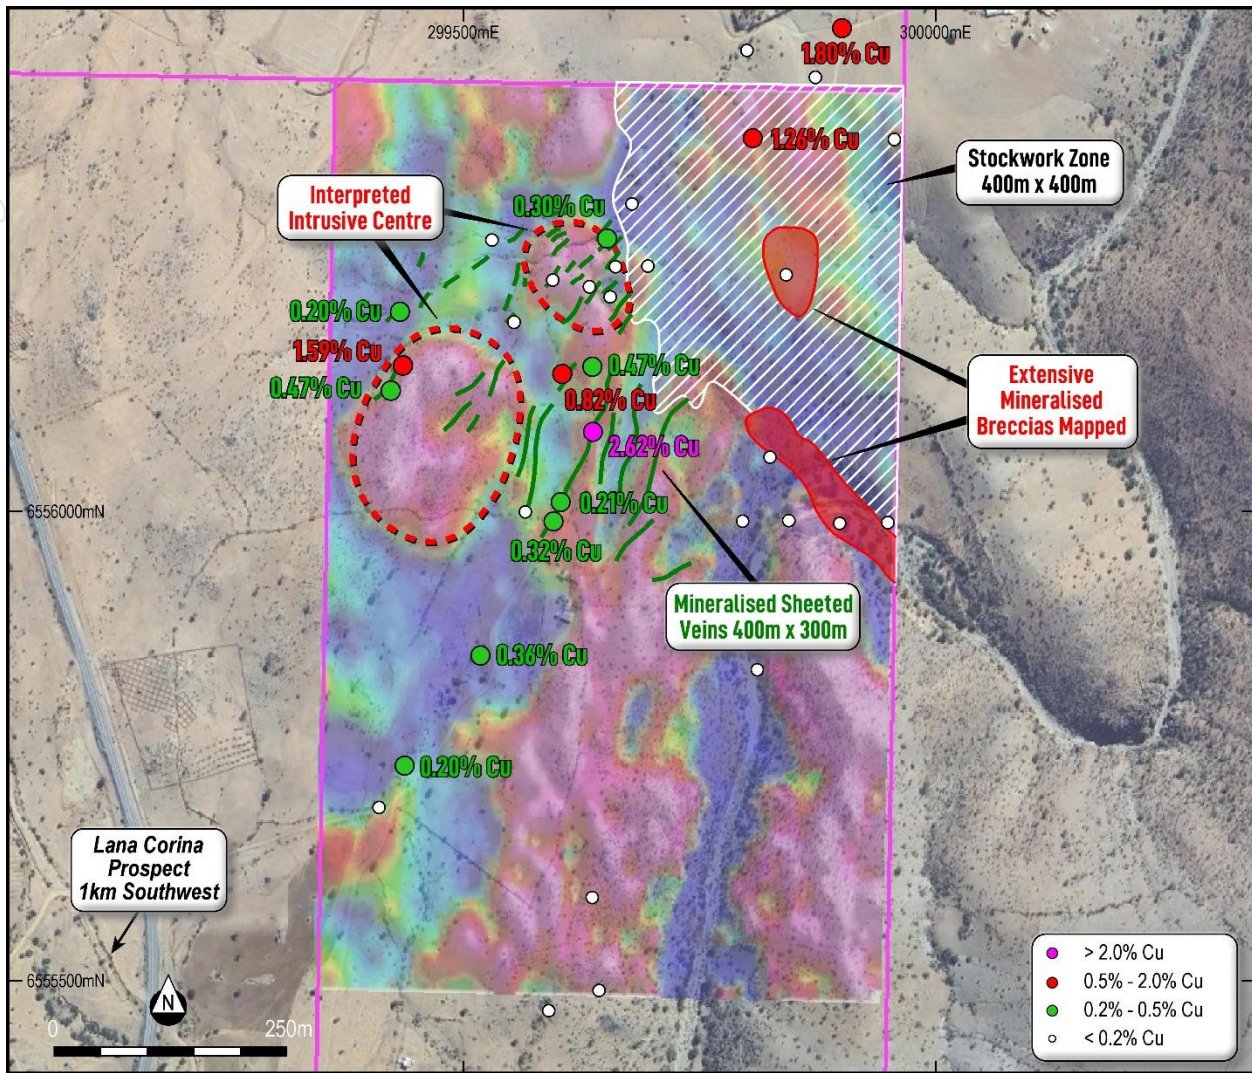 299500mE
300000mE
1.80% Cu
1.26% Cu
Stockwork Zone
400m x 400m
Interpreted
Intrusive Centre
0.30% Cu
0.20% Cu
1.59% Cu
0.47% Cu
0.47% Cu
0.82% Cu
Extensive
Mineralised
Breccias Mapped
2.62% Cu
6556000mN
0.21% Cu
0.32% Cu
Mineralised Sheeted
Veins 400m x 300m
0.36% Cu
0.20% Cu
Lana Corina
Prospect
1km Southwest
6555500mN
N
0
250m
> 2.0% Cu
0.5% - 2.0% Cu
0.2% - 0.5% Cu
< 0.2% Cu